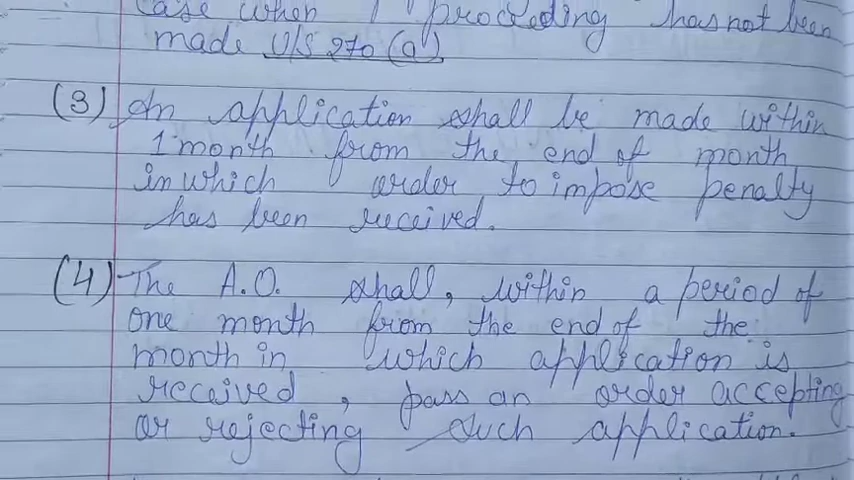 case when proceeding has not been
made U/S 270 (a)
(3) An application shall be made within
1 month from the end of month
in which order to impose penalty
has been received.
(4) The A.O. shall, within a period of
one month from the end of the
month in which application is
received, pass an order accepting
or rejecting such application.